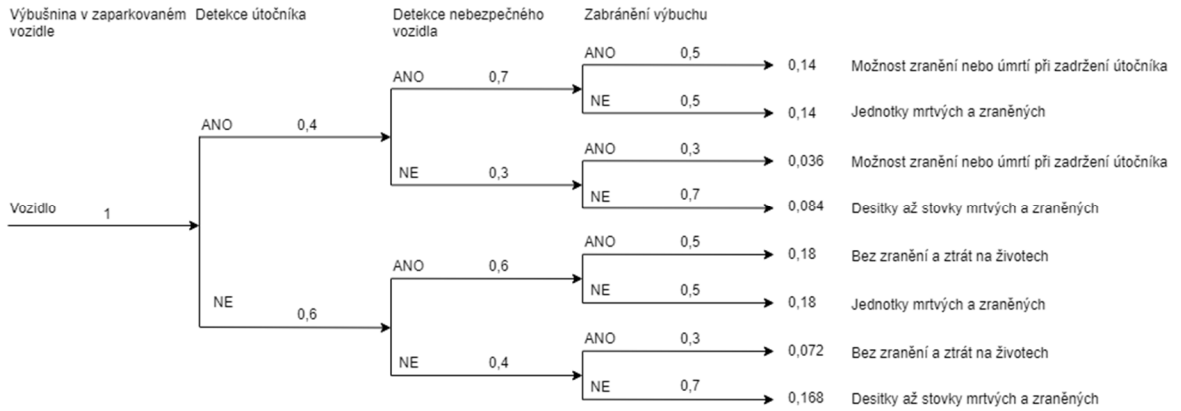 Výbušnina v zaparkovaném Detekce útočníka Detekce nebezpečného Zabránění výbuchu
vozidle vozidla
ANO 0,5 0,14 Možnost zranění nebo úmrtí při zadržení útočníka
ANO 0,7
NE 0,5 0,14 Jednotky mrtvých a zraněných
ANO 0,4
ANO 0,3 0,036 Možnost zranění nebo úmrtí při zadržení útočníka
NE 0,3
NE 0,7 0,084 Desitky až stovky mrtvých a zraněných
Vozidlo 1
ANO 0,5 0,18 Bez zranění a ztrát na životech
ANO 0,6
NE 0,5 0,18 Jednotky mrtvých a zraněných
NE 0,6
ANO 0,3 0,072 Bez zranění a ztrát na životech
NE 0,4
NE 0,7 0,168 Desitky až stovky mrtvých a zraněných